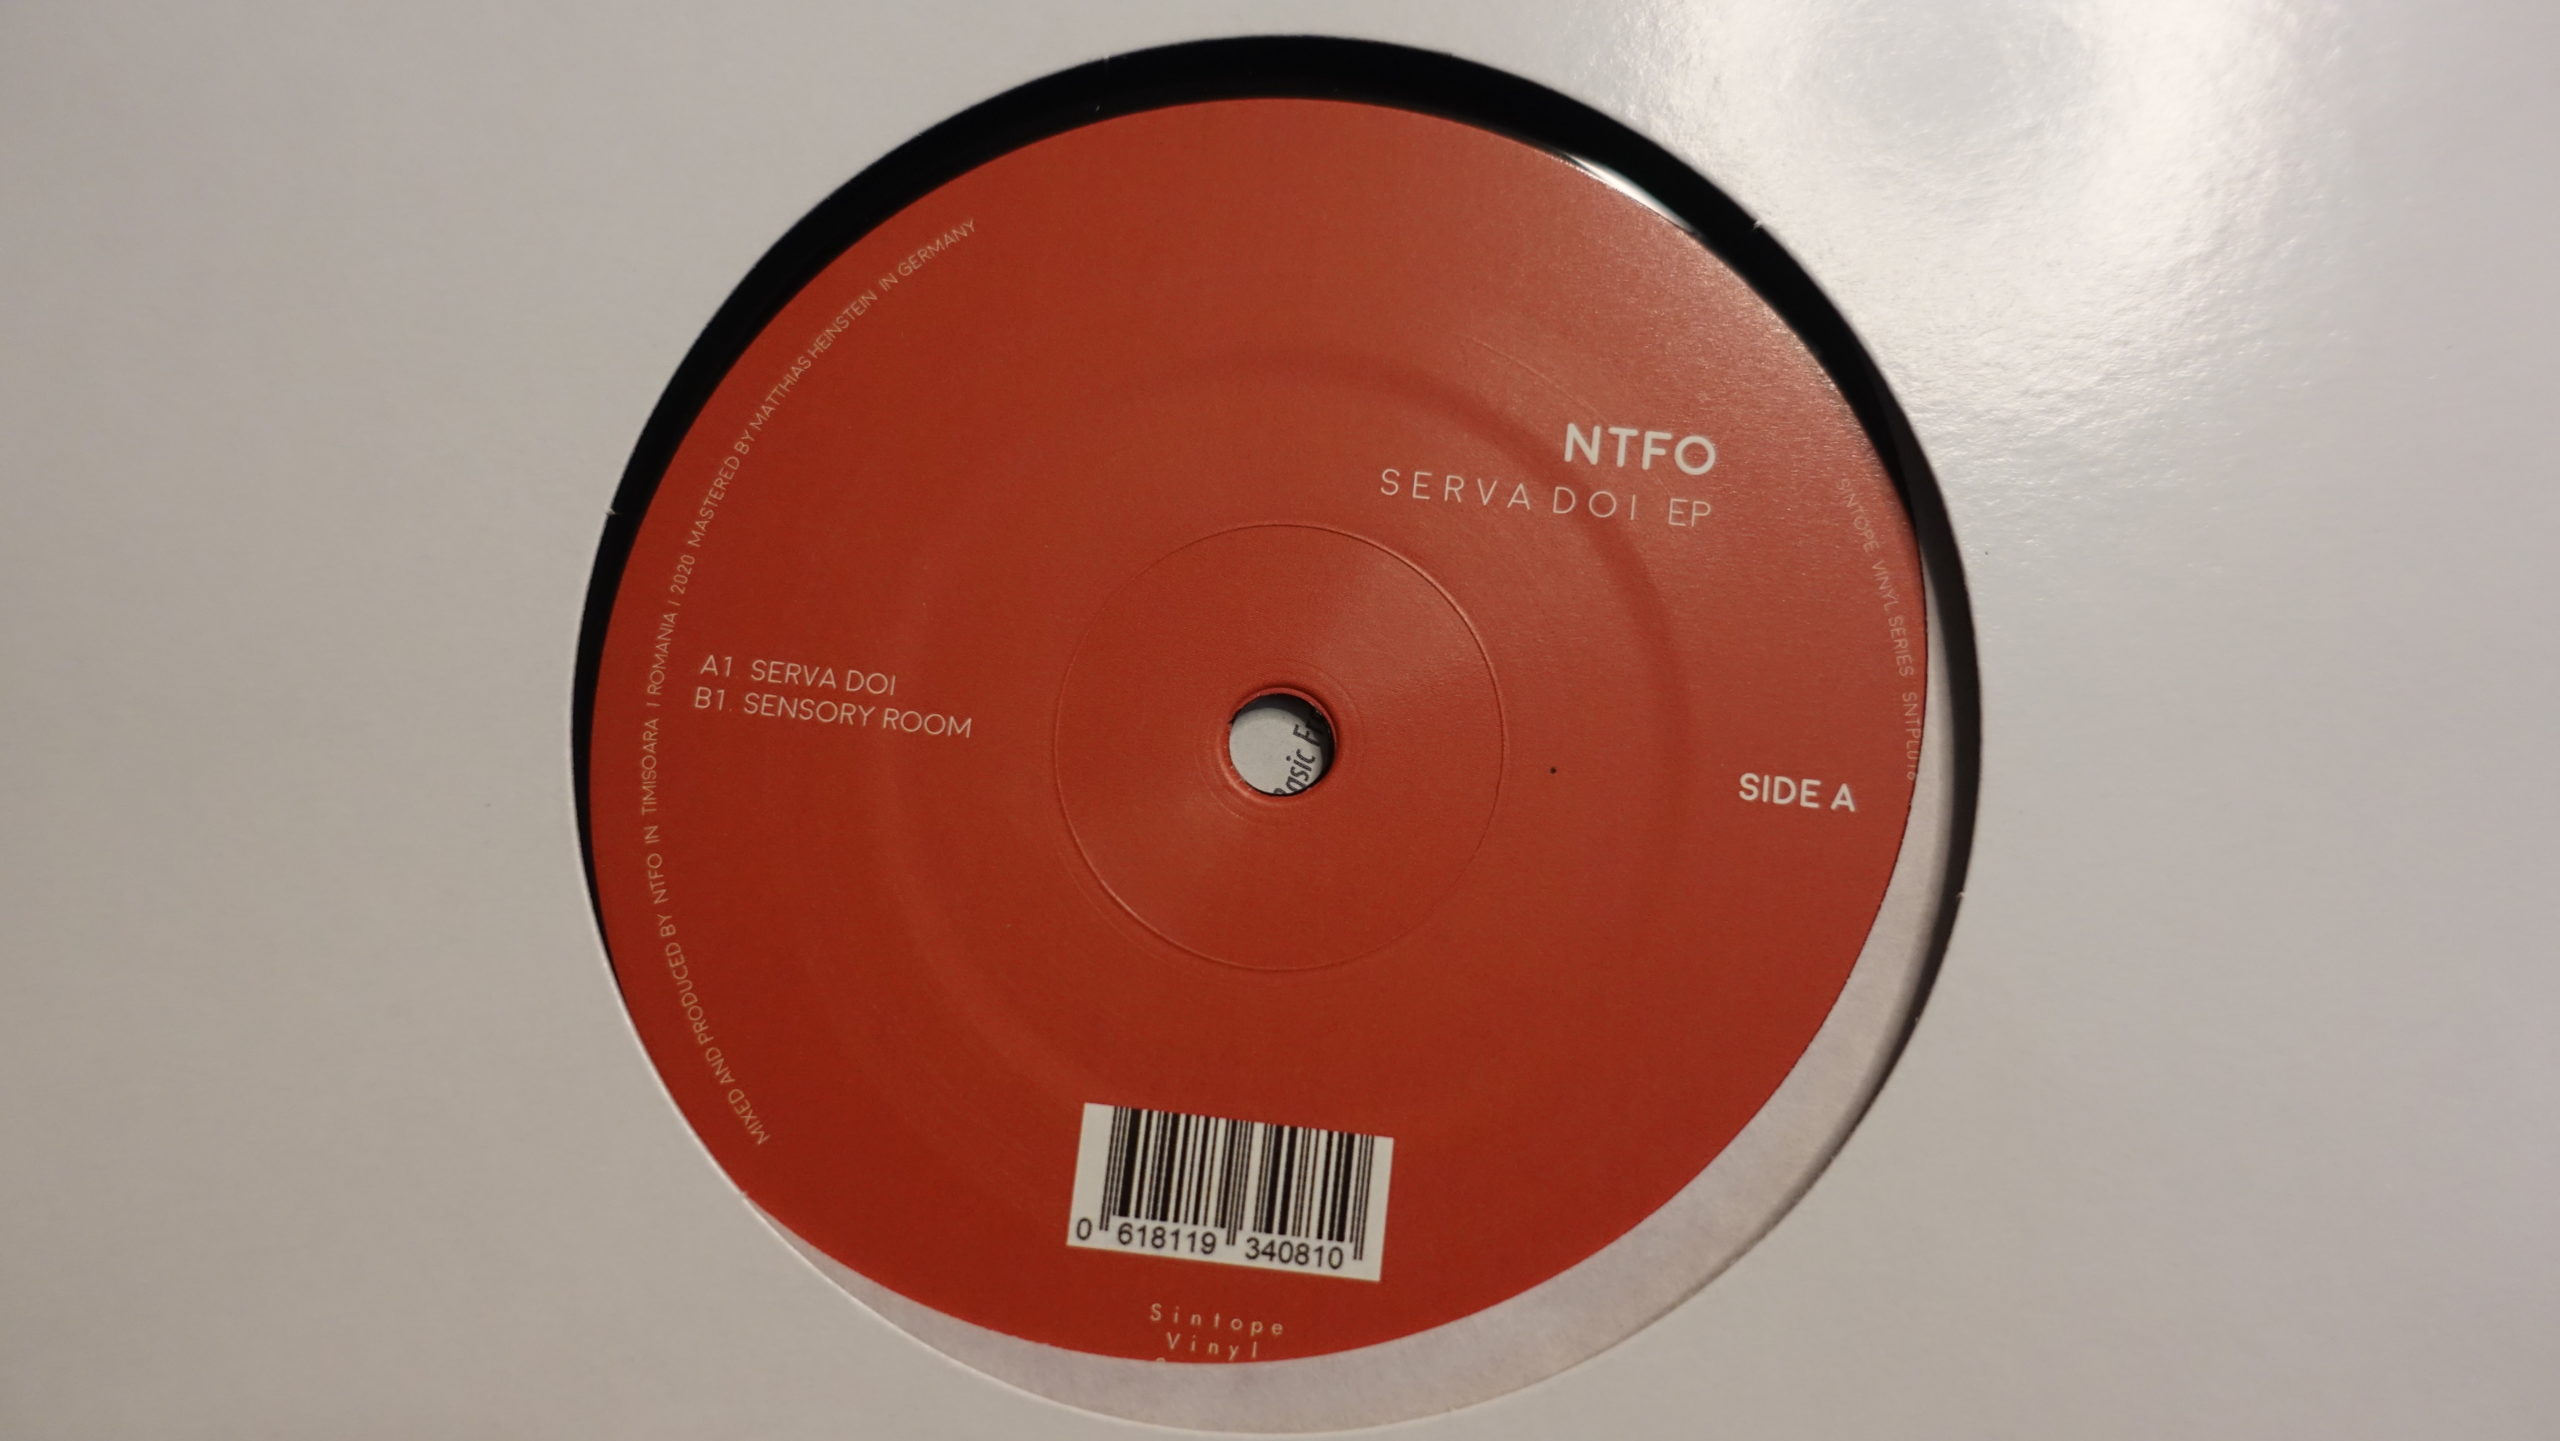 NTFO
SERVA DOI EP
MIXED AND PRODUCED BY NTFO IN TIMISOARA I ROMANIA I 2020 MASTERED BY MATTHIAS HEINSTEIN IN GERMANY
SINTOPE VINYL SERIES SNTPL016
A1 SERVA DOI
B1. SENSORY ROOM
SIDE A
0 618119 340810
Sintope
Vinyl